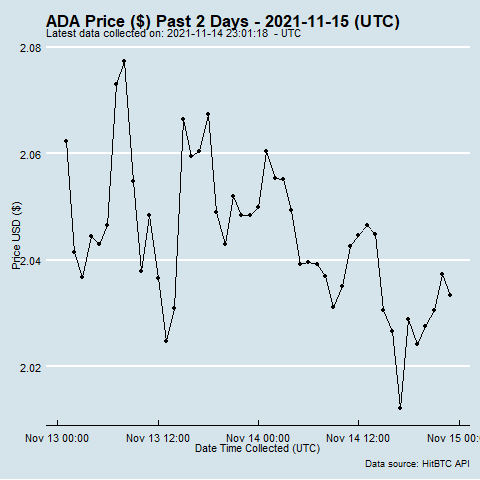 ADA Price ($) Past 2 Days - 2021-11-15 (UTC)
Latest data collected on: 2021-11-14 23:01:18  - UTC
2.08
2.06
2.04
2.02
Price USD ($)
Nov 13 00:00 Nov 13 12:00 Nov 14 00:00 Nov 14 12:00 Nov 15 00:
Date Time Collected (UTC)
Data source: HitBTC API